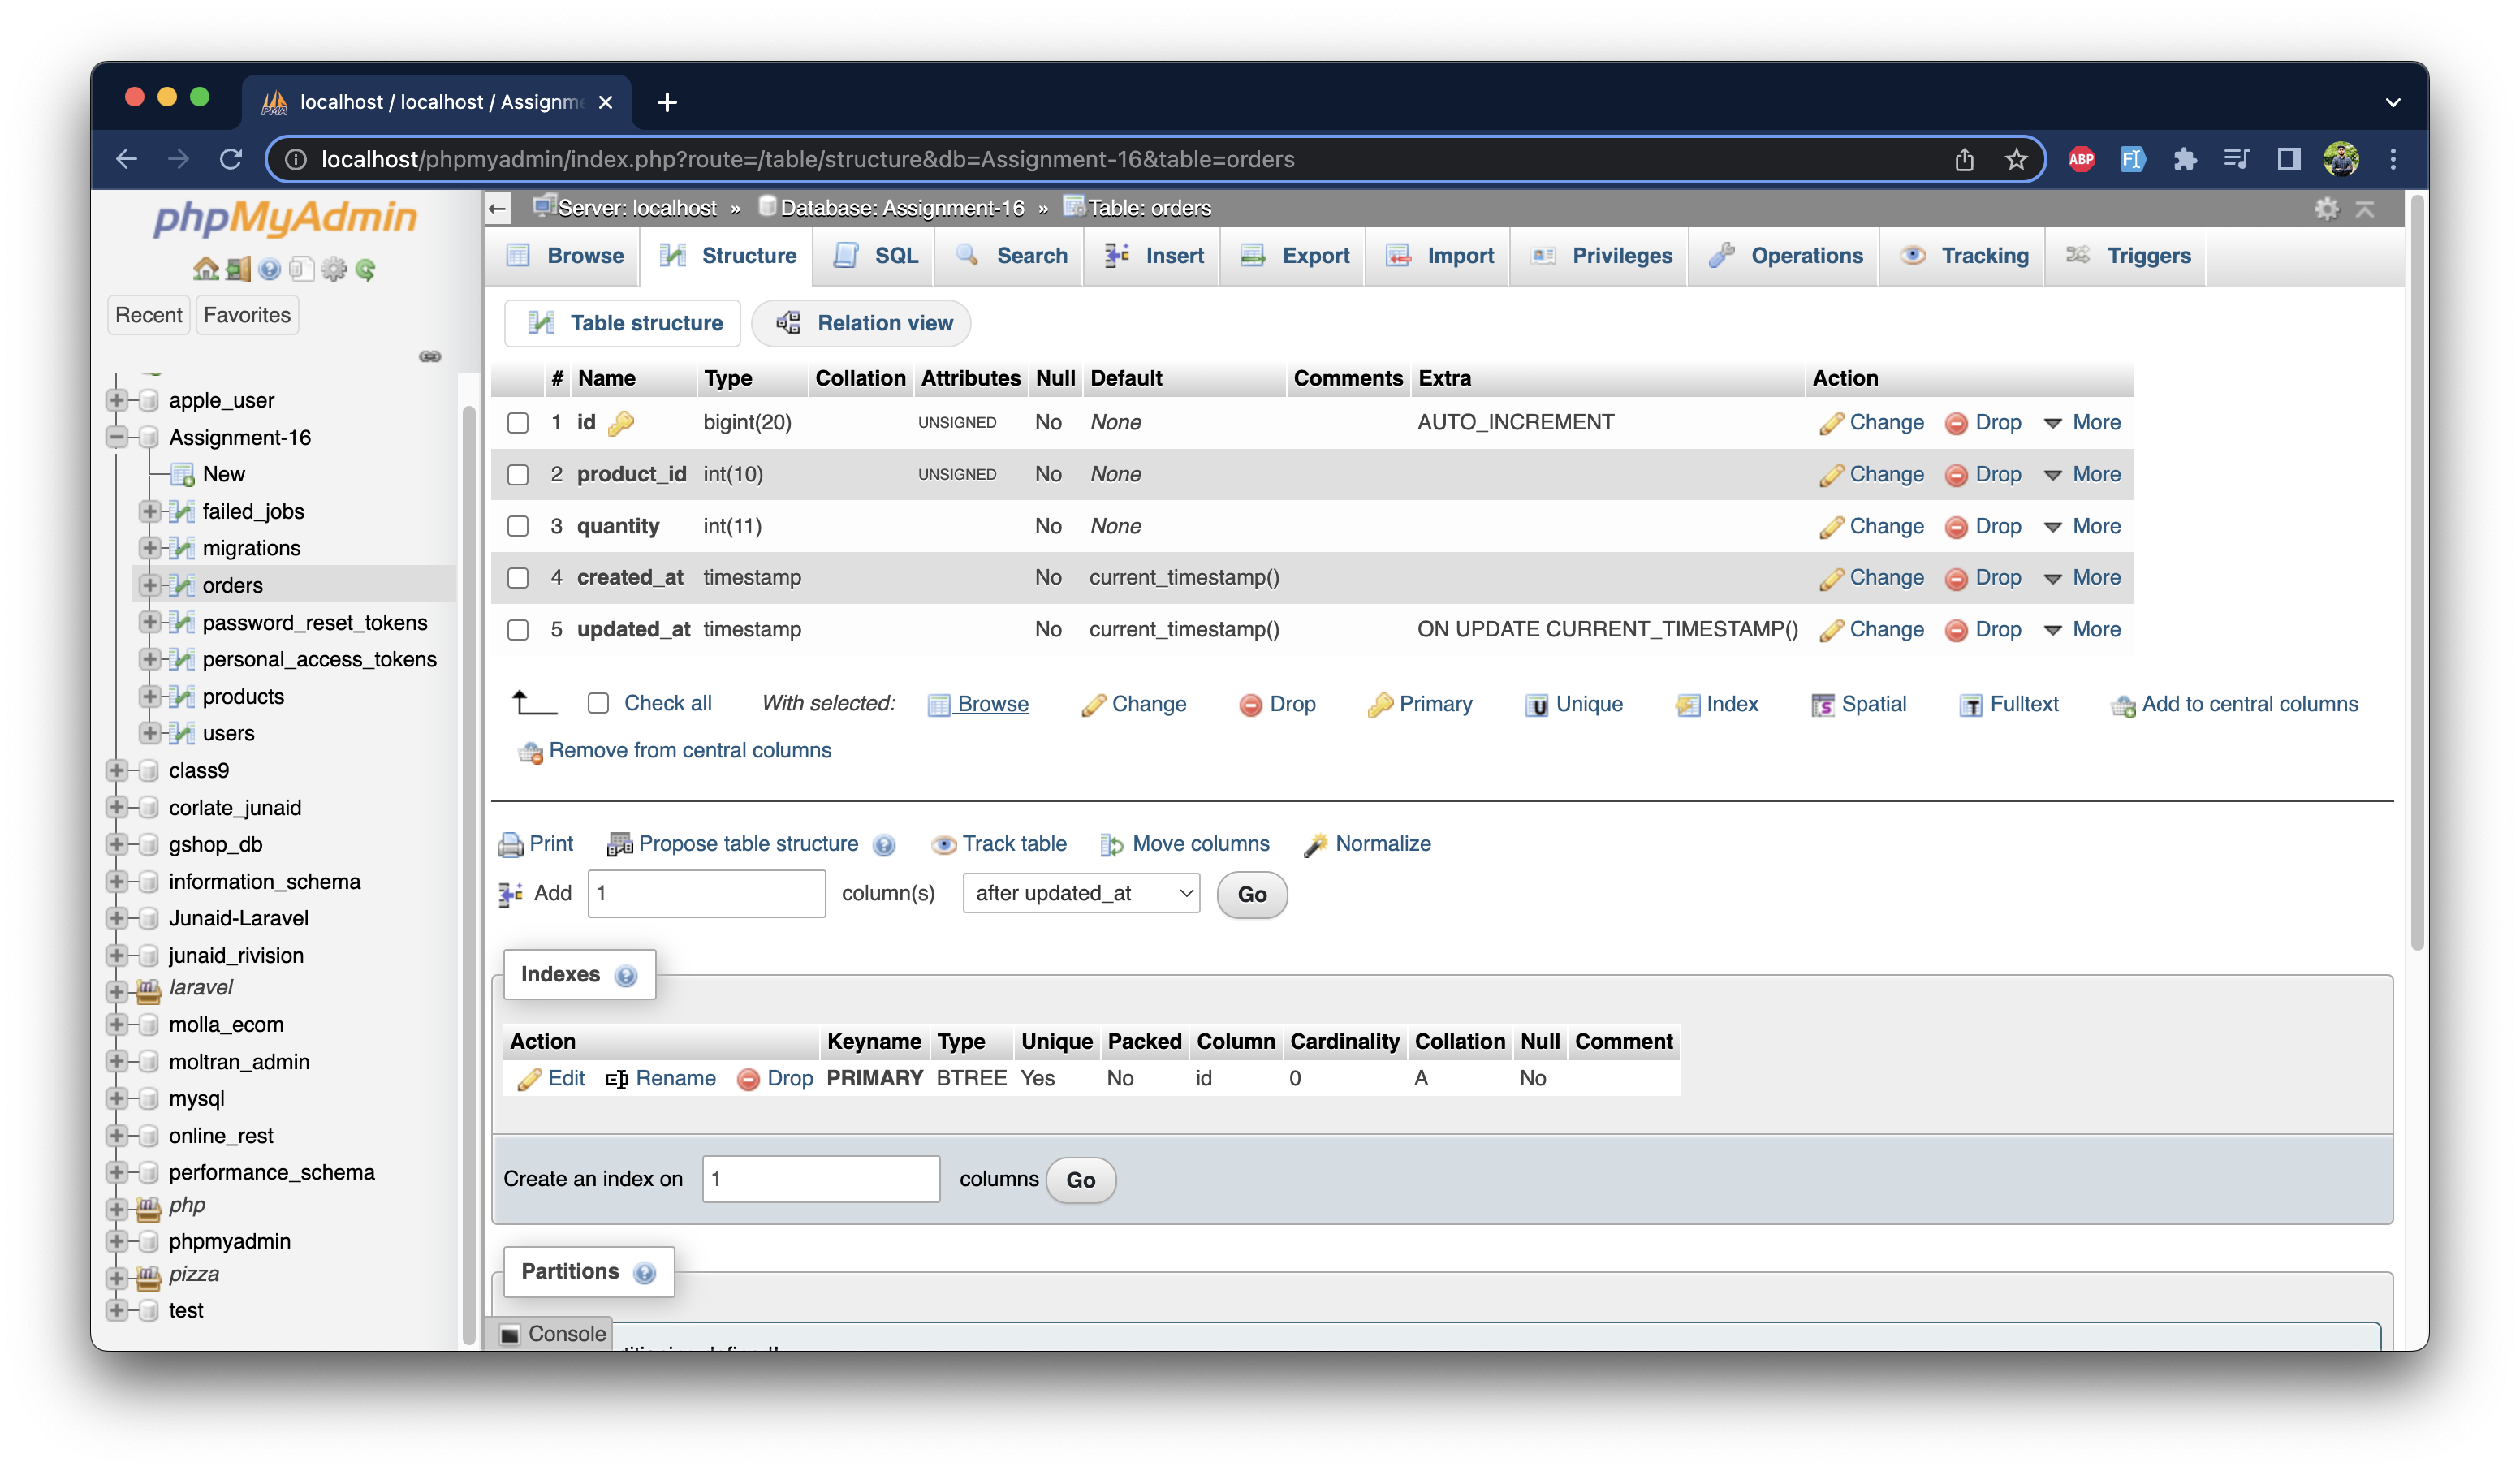 localhost / localhost / Assignm
localhost/phpmyadmin/index.php?route=/table/structure&db=Assignment-16&table=orders
ABP
phpMyAdmin
Recent
Favorites
apple_user
Assignment-16
New
failed_jobs
migrations
orders
password_reset_tokens
personal_access_tokens
products
users
class9
corlate_junaid
gshop_db
information_schema
Junaid-Laravel
junaid_rivision
laravel
molla_ecom
moltran_admin
mysql
online_rest
performance_schema
php
phpmyadmin
pizza
test
Server: localhost » Database: Assignment-16 » Table: orders
Browse Structure SQL Search Insert Export Import Privileges Operations Tracking Triggers
Table structure Relation view
# Name Type Collation Attributes Null Default Comments Extra Action
1 id bigint(20) UNSIGNED No None AUTO_INCREMENT Change Drop More
2 product_id int(10) UNSIGNED No None Change Drop More
3 quantity int(11) No None Change Drop More
4 created_at timestamp No current_timestamp() Change Drop More
5 updated_at timestamp No current_timestamp() ON UPDATE CURRENT_TIMESTAMP() Change Drop More
Check all With selected: Browse Change Drop Primary Unique Index Spatial Fulltext Add to central columns
Remove from central columns
Print Propose table structure Track table Move columns Normalize
Add 1 column(s) after updated_at Go
Indexes
Action Keyname Type Unique Packed Column Cardinality Collation Null Comment
Edit Rename Drop PRIMARY BTREE Yes No id 0 A No
Create an index on 1 columns Go
Partitions
Console